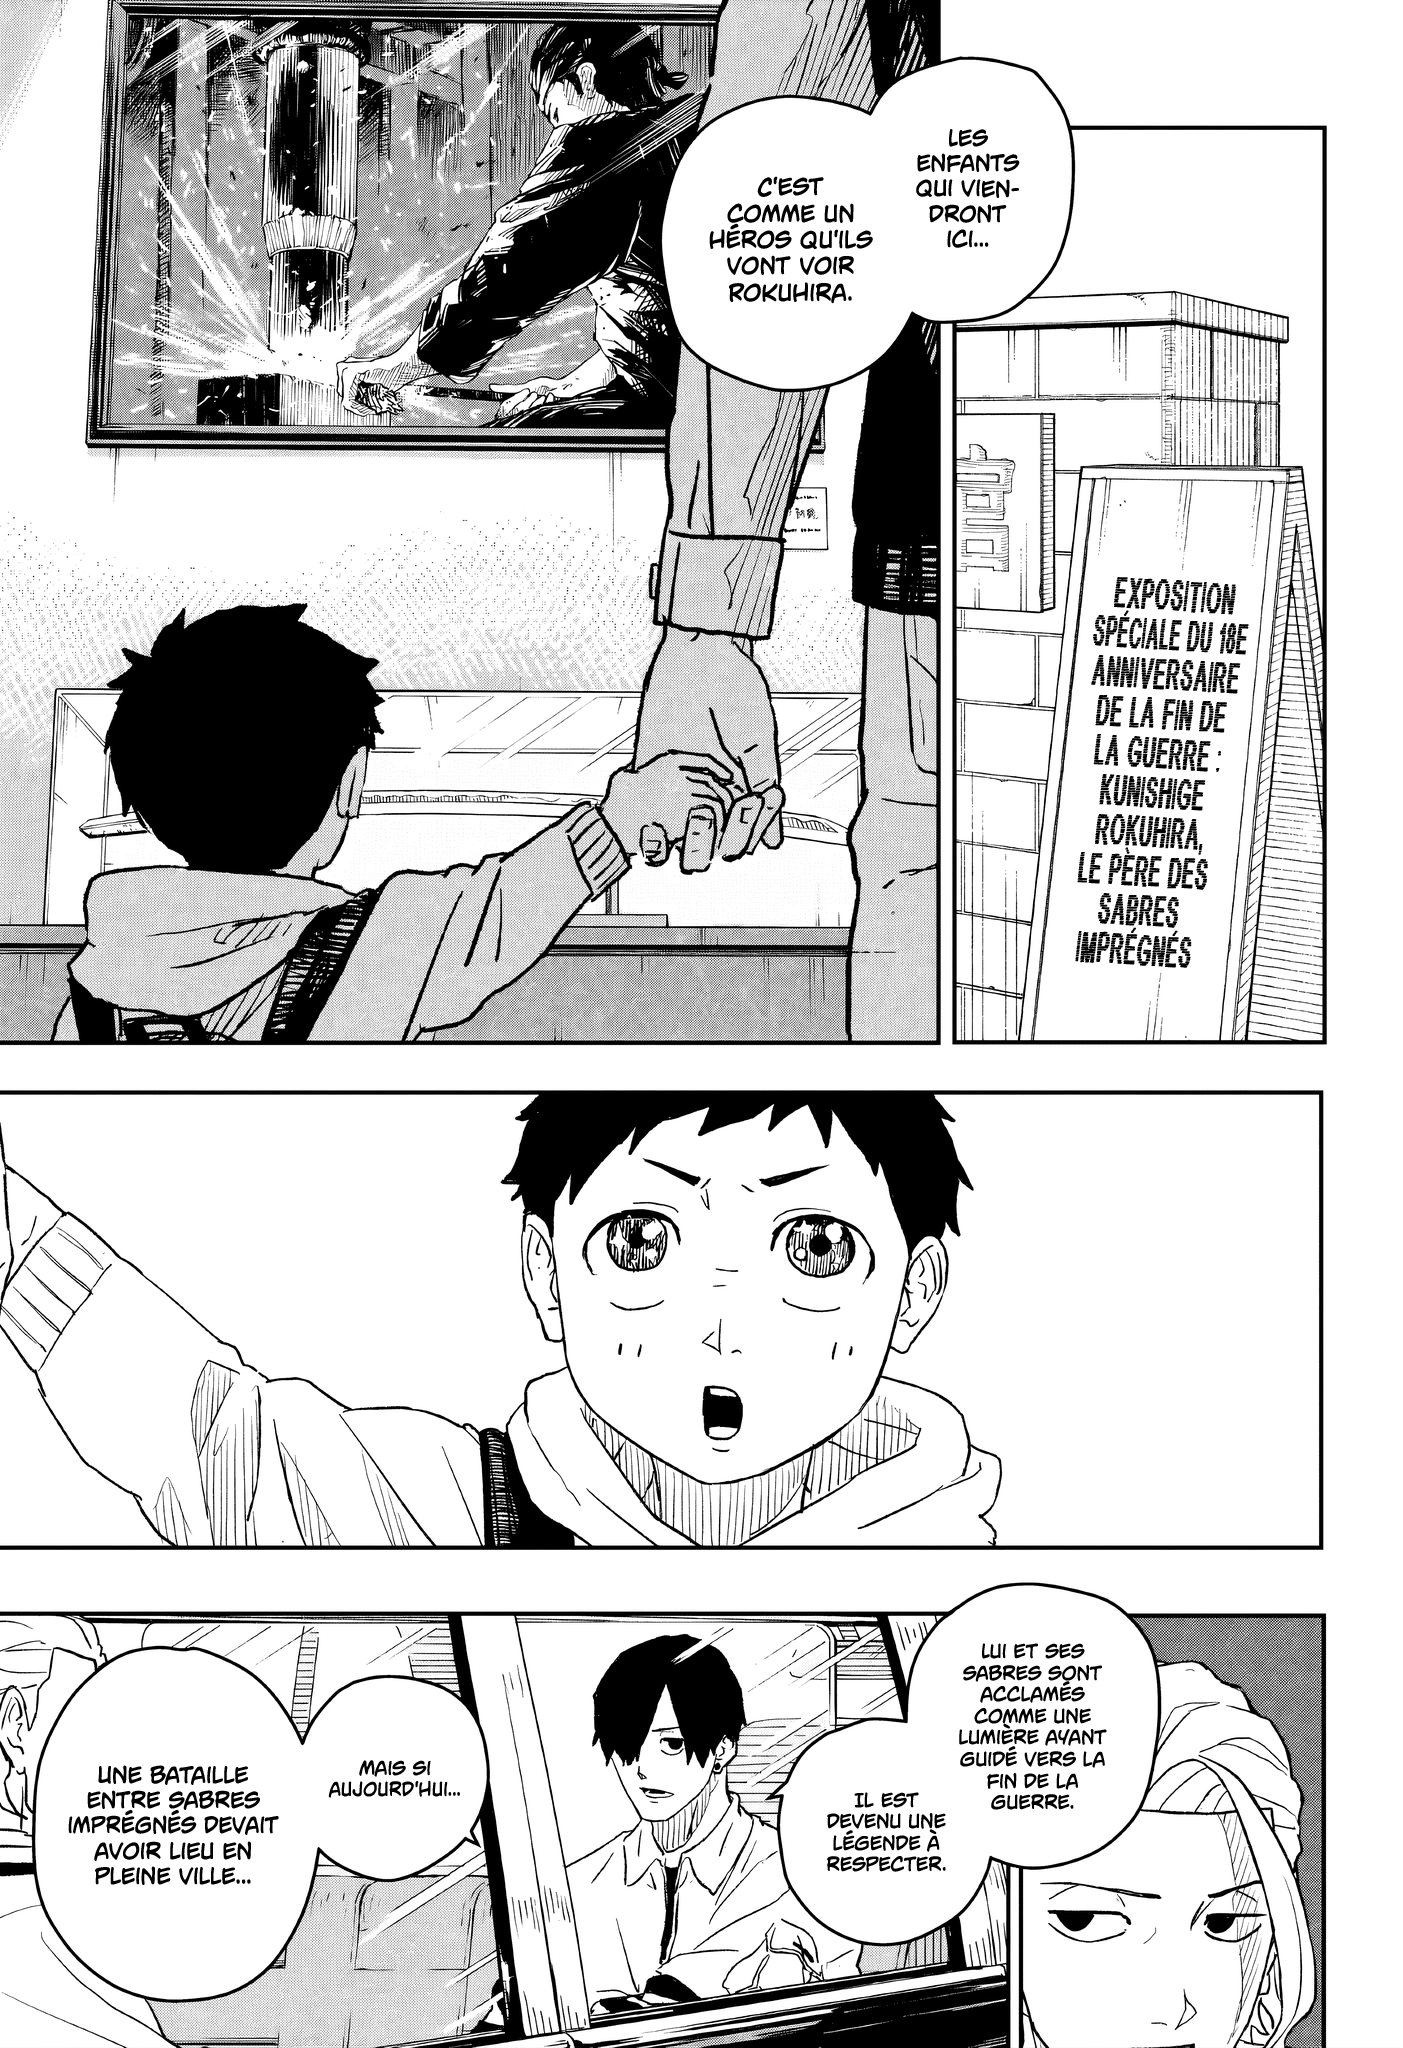 LES
ENFANTS
QUI VIEN-
DRONT
ICI...
C'EST
COMME UN
HÉROS QU'ILS
VONT VOIR
ROKUHIRA.
EXPOSITION
SPÉCIALE DU 18E
ANNIVERSAIRE
DE LA FIN DE
LA GUERRE :
KUNISHIGE
ROKUHIRA,
LE PÈRE DES
SABRES
IMPRÉGNÉS
LUI ET SES
SABRES SONT
ACCLAMÉS
COMME UNE
LUMIÈRE AYANT
GUIDÉ VERS LA
FIN DE LA
GUERRE.
IL EST
DEVENU UNE
LÉGENDE À
RESPECTER.
MAIS SI
AUJOURD'HUI...
UNE BATAILLE
ENTRE SABRES
IMPRÉGNÉS DEVAIT
AVOIR LIEU EN
PLEINE VILLE...